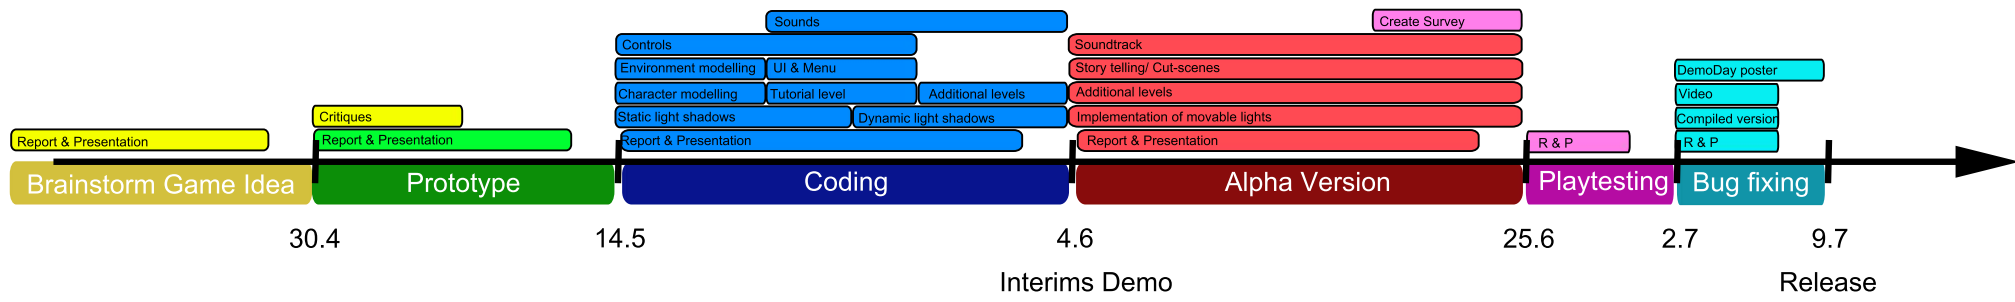 Sounds
Create Survey
Controls
Soundtrack
Environment modelling
UI & Menu
Story telling/ Cut-scenes
DemoDay poster
Character modelling
Tutorial level
Additional levels
Additional levels
Video
Critiques
Static light shadows
Dynamic light shadows
Implementation of movable lights
Compiled version
Report & Presentation
Report & Presentation
Report & Presentation
Report & Presentation
R & P
R & P
Brainstorm Game Idea
Prototype
Coding
Alpha Version
Playtesting
Bug fixing
30.4
14.5
4.6
25.6
2.7
9.7
Interims Demo
Release